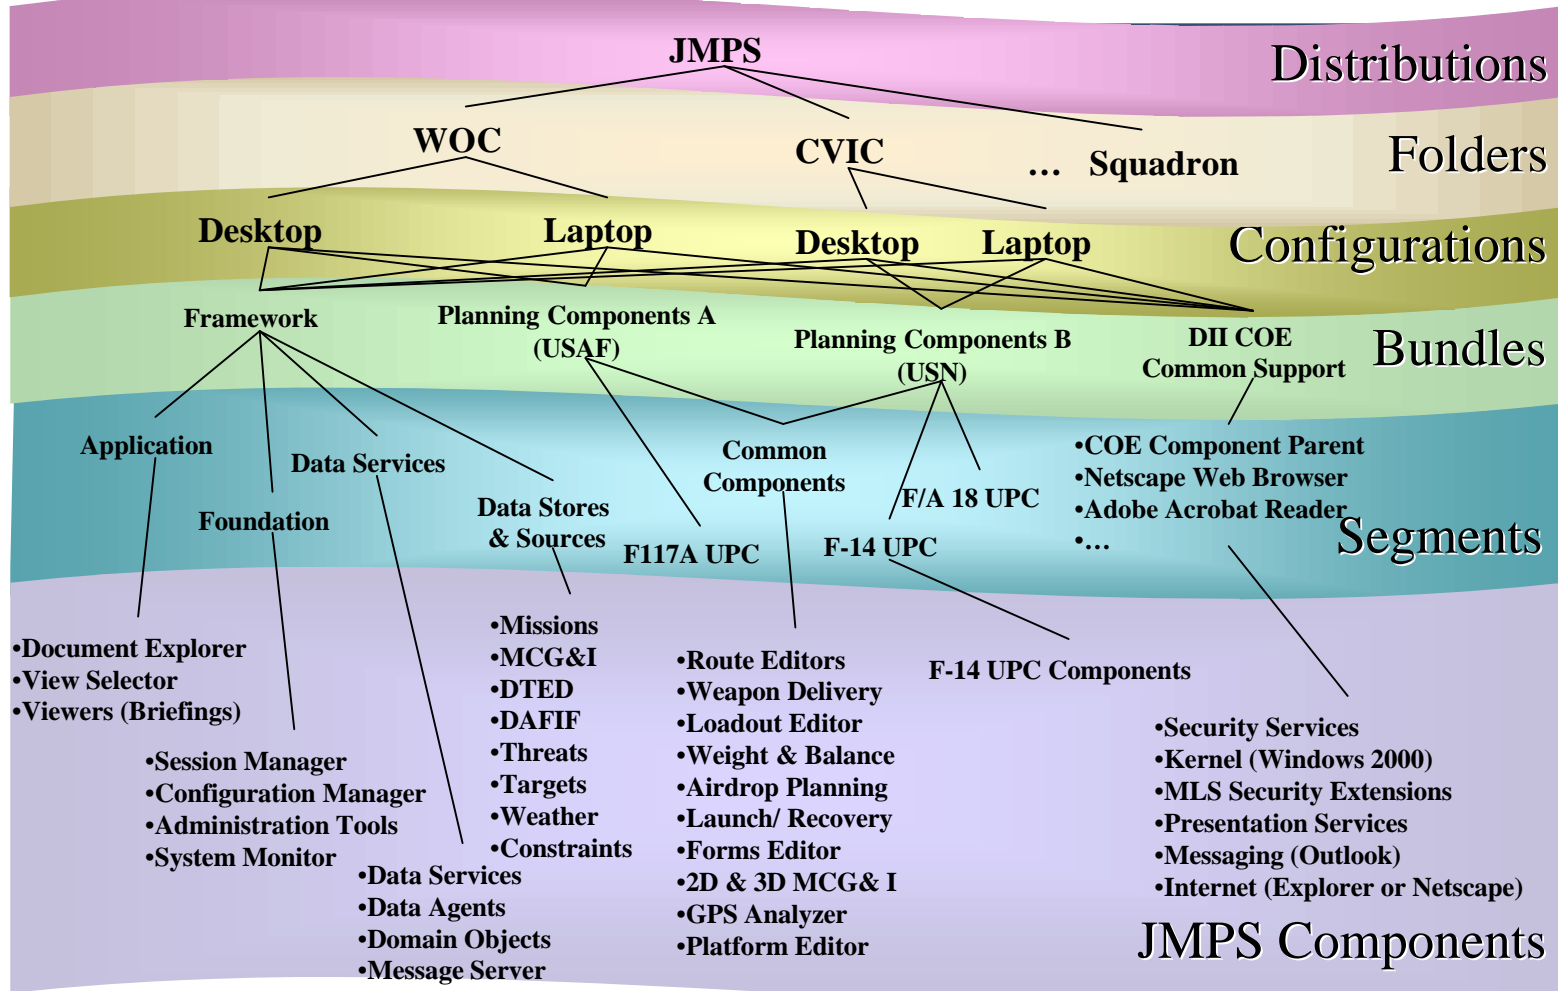 JMPS
Distributions
WOC
CVIC
… Squadron
Folders
Desktop
Laptop
Desktop
Laptop
Configurations
Framework
Planning Components A
(USAF)
Planning Components B
(USN)
DII COE
Common Support
Bundles
Application
Foundation
Data Services
Data Stores
& Sources
F117A UPC
Common
Components
F-14 UPC
F/A 18 UPC
•COE Component Parent
•Netscape Web Browser
•Adobe Acrobat Reader
•…
Segments
•Document Explorer
•View Selector
•Viewers (Briefings)
•Session Manager
•Configuration Manager
•Administration Tools
•System Monitor
•Data Services
•Data Agents
•Domain Objects
•Message Server
•Missions
•MCG&I
•DTED
•DAFIF
•Threats
•Targets
•Weather
•Constraints
•Route Editors
•Weapon Delivery
•Loadout Editor
•Weight & Balance
•Airdrop Planning
•Launch/ Recovery
•Forms Editor
•2D & 3D MCG& I
•GPS Analyzer
•Platform Editor
F-14 UPC Components
•Security Services
•Kernel (Windows 2000)
•MLS Security Extensions
•Presentation Services
•Messaging (Outlook)
•Internet (Explorer or Netscape)
JMPS Components